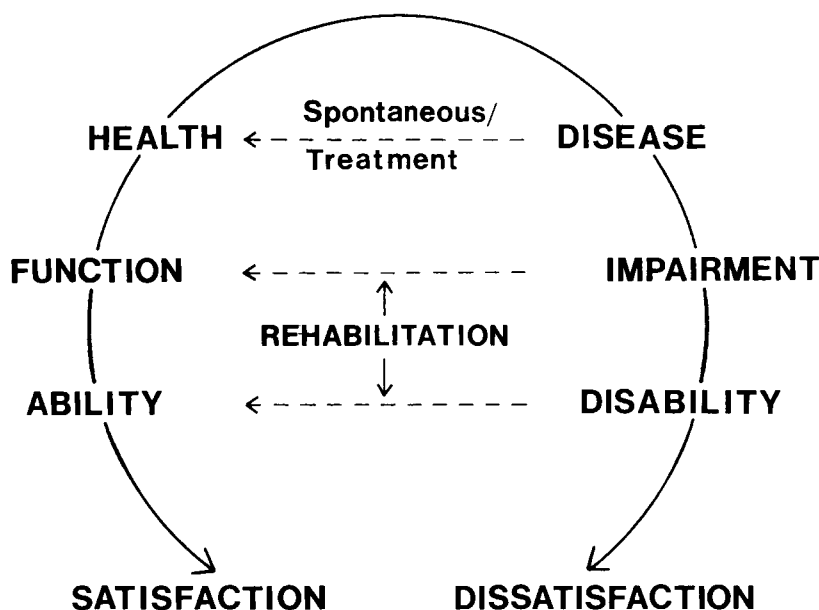 Spontaneous/
HEALTH
DISEASE
Treatment
FUNCTION
IMPAIRMENT
REHABILITATION
ABILITY
DISABILITY
SATISFACTION
DISSATISFACTION